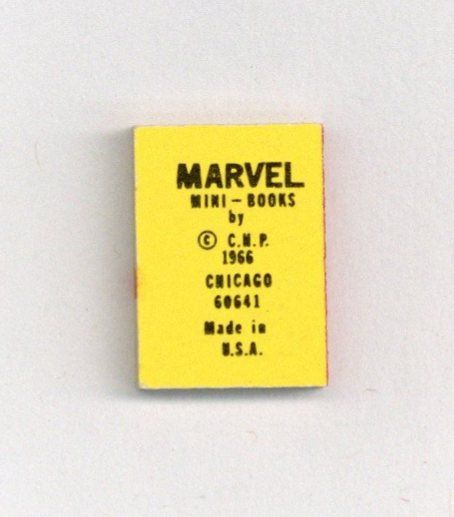 MARVEL
MINI-BOOKS
by
© C.M.P.
1966
CHICAGO
60641
Made in
U.S.A.